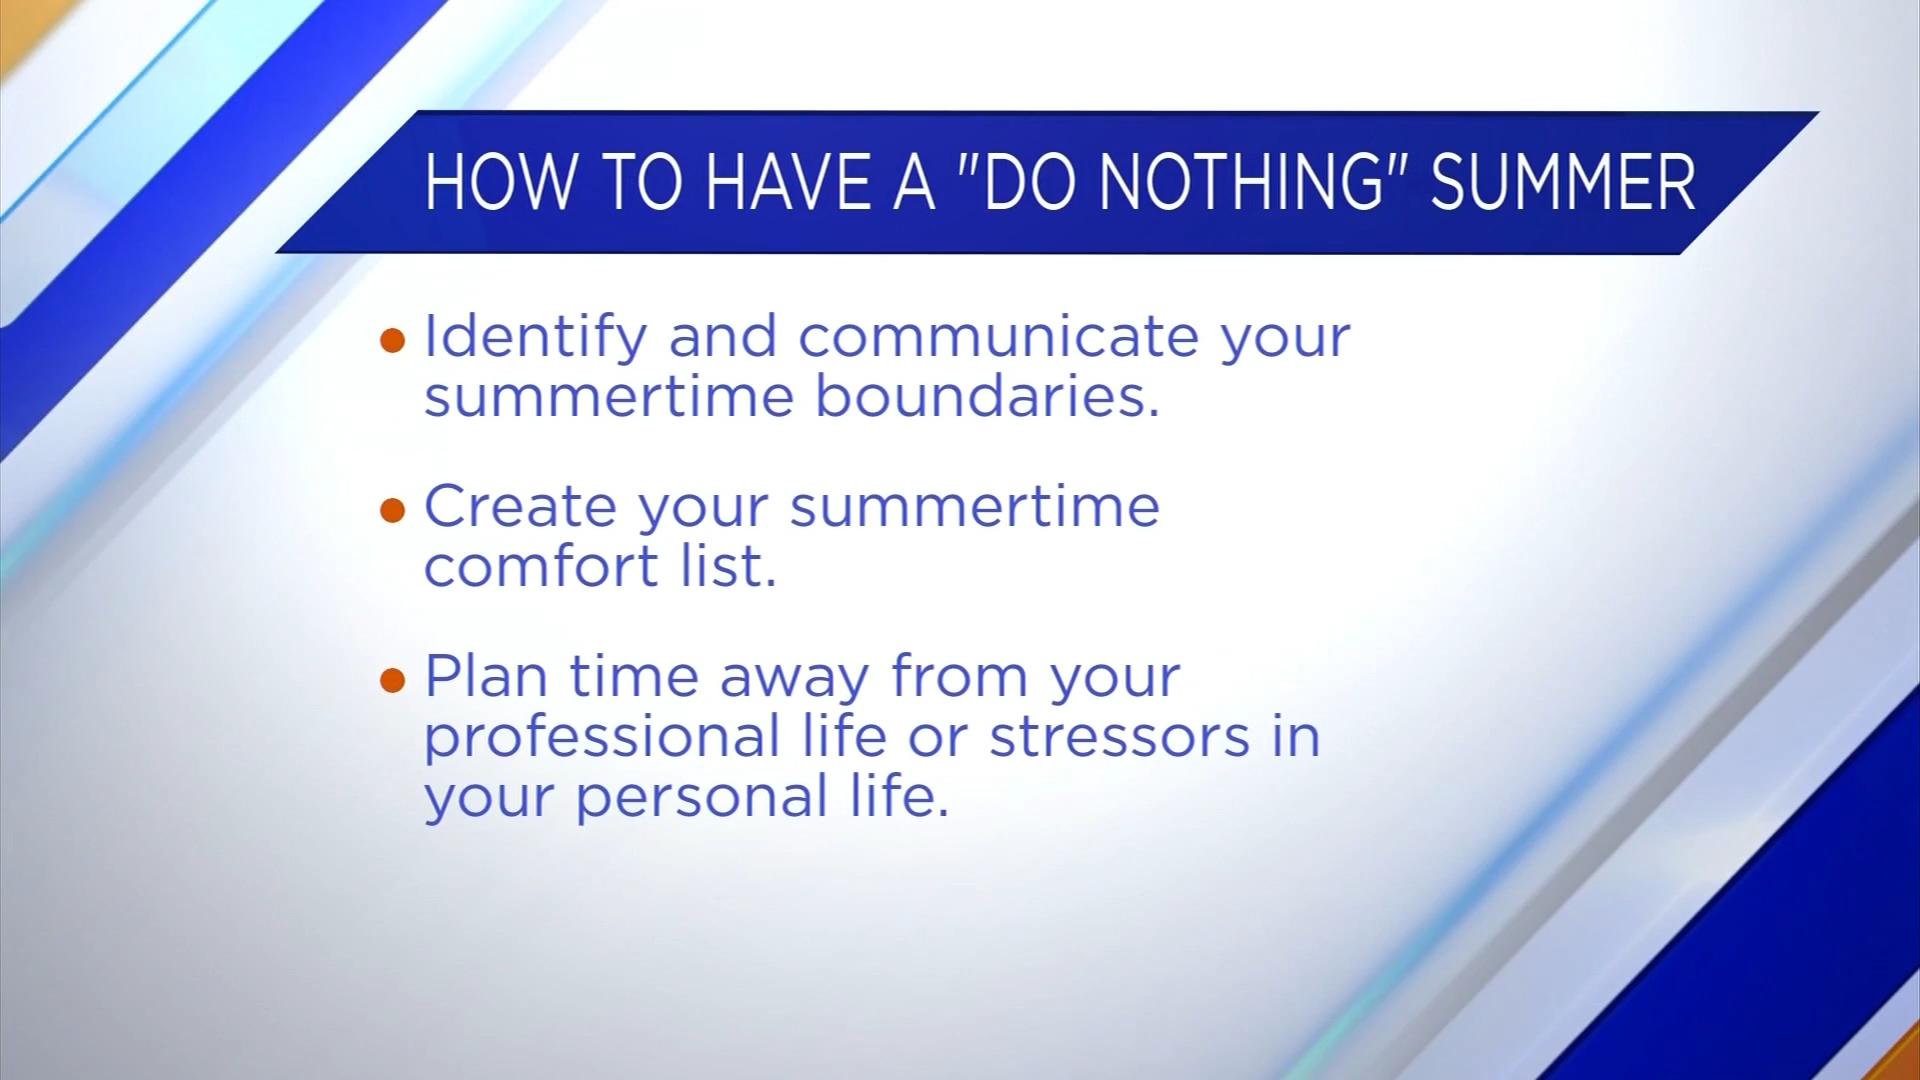 HOW TO HAVE A "DO NOTHING" SUMMER
● Identify and communicate your
summertime boundaries.
● Create your summertime
comfort list.
● Plan time away from your
professional life or stressors in
your personal life.